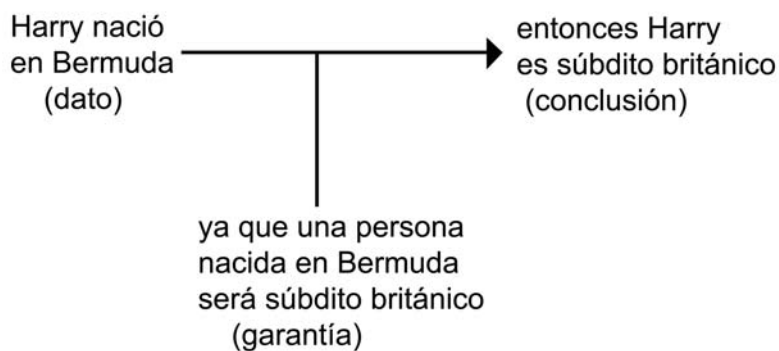 Harry nació
en Bermuda
(dato)
entonces Harry
es súbdito británico
(conclusión)
ya que una persona
nacida en Bermuda
será súbdito británico
(garantía)